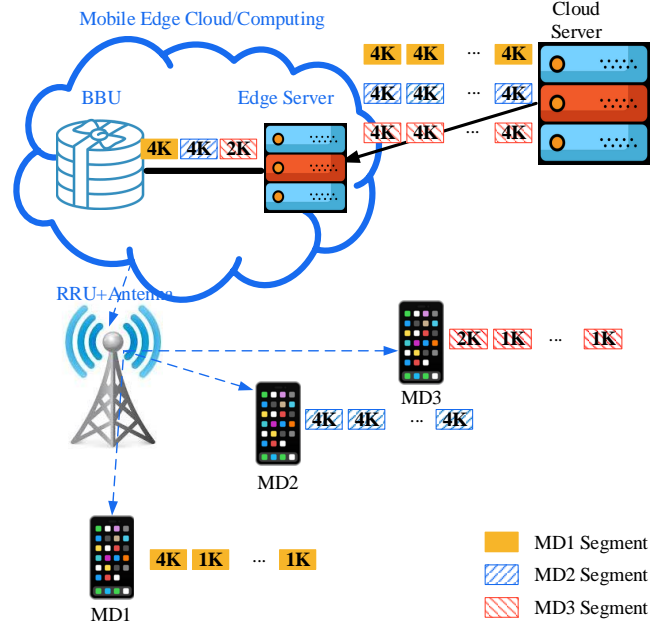 Mobile Edge Cloud/Computing
Cloud
Server
4K 4K ... 4K
BBU
Edge Server
4K 4K ... 4K
4K 4K ... 4K
4K 4K 2K
RRU+Antenna
2K 1K ... 1K
MD3
4K 4K ... 4K
MD2
4K 1K ... 1K
MD1
MD1 Segment
MD2 Segment
MD3 Segment